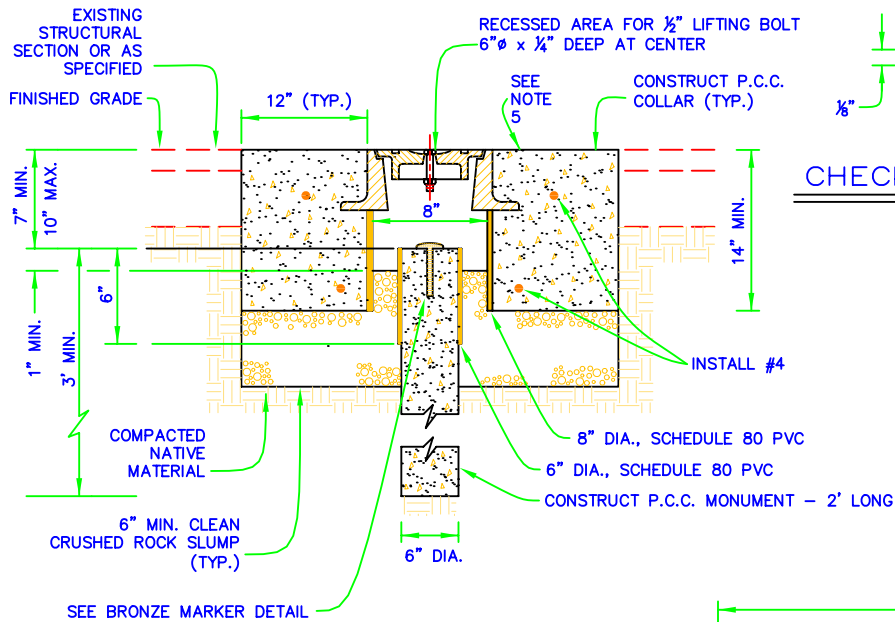 EXISTING
STRUCTURAL
SECTION OR AS
SPECIFIED
FINISHED GRADE
12" (TYP.)
RECESSED AREA FOR ½" LIFTING BOLT
6"ø x ¼" DEEP AT CENTER
SEE
NOTE
5
CONSTRUCT P.C.C.
COLLAR (TYP.)
⅛"
CHEC
7" MIN.
10" MAX.
8"
14" MIN.
6"
1" MIN.
3' MIN.
INSTALL #4
COMPACTED
NATIVE
MATERIAL
8" DIA., SCHEDULE 80 PVC
6" DIA., SCHEDULE 80 PVC
CONSTRUCT P.C.C. MONUMENT – 2' LONG
6" MIN. CLEAN
CRUSHED ROCK SLUMP
(TYP.)
6" DIA.
SEE BRONZE MARKER DETAIL